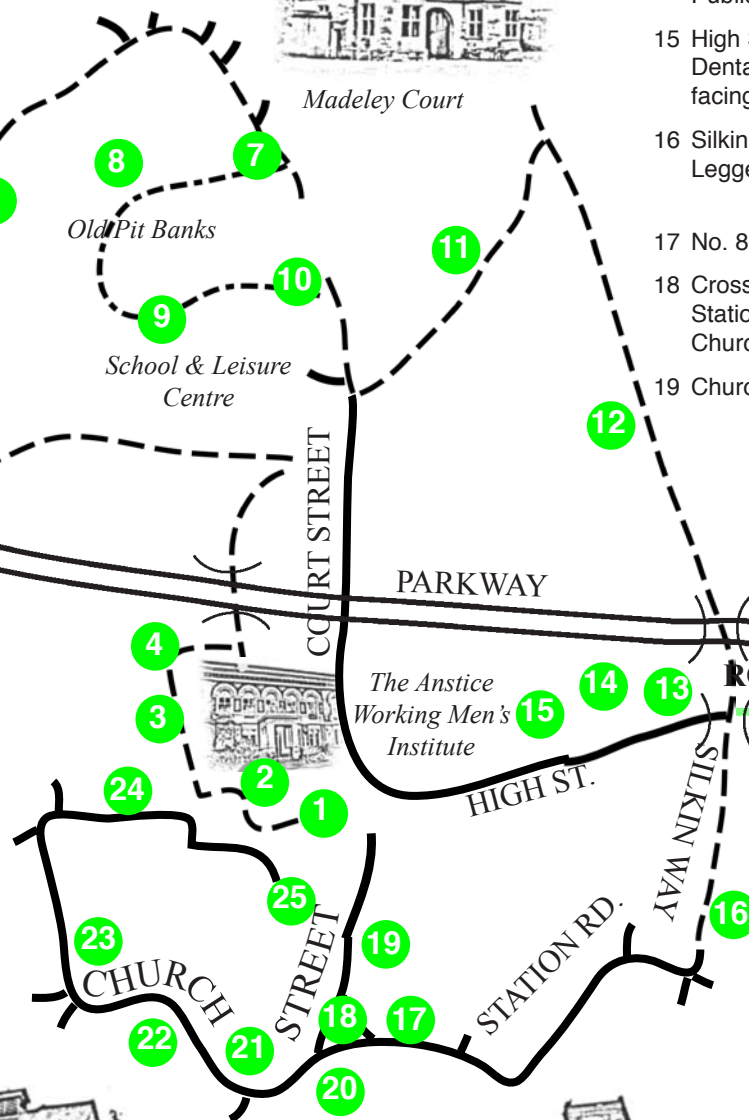 Madeley Court
15 High
Denta
facing
16 Silkin
Legge
17 No. 8
18 Cross
Statio
Churc
19 Churc
7
8
Old Pit Banks
11
10
9
School & Leisure
Centre
12
COURT STREET
PARKWAY
4
3
The Anstice
Working Men's
Institute
15
14
13
2
1
HIGH ST.
SILKIN WAY
24
25
16
23
CHURCH
STREET
19
STATION RD.
22
21
18
17
20